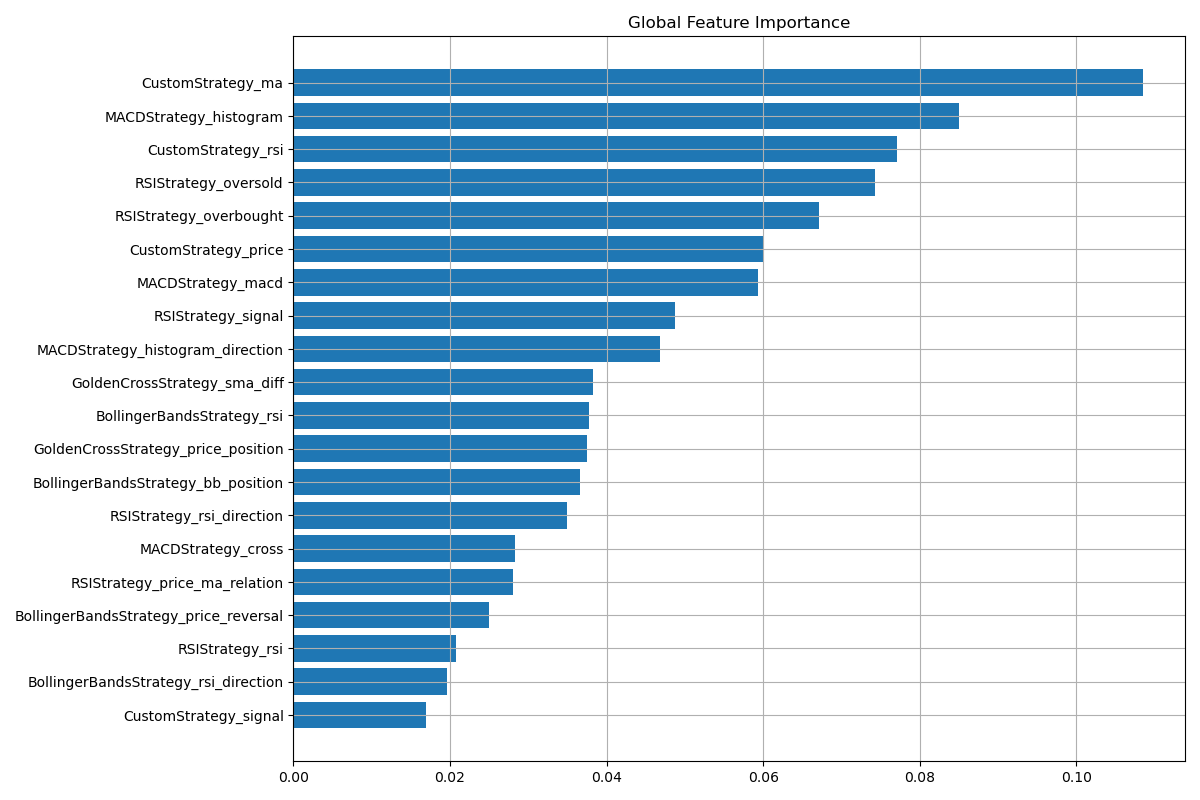 Global Feature Importance
CustomStrategy_ma
MACDStrategy_histogram
CustomStrategy_rsi
RSIStrategy_oversold
RSIStrategy_overbought
CustomStrategy_price
MACDStrategy_macd
RSIStrategy_signal
MACDStrategy_histogram_direction
GoldenCrossStrategy_sma_diff
BollingerBandsStrategy_rsi
GoldenCrossStrategy_price_position
BollingerBandsStrategy_bb_position
RSIStrategy_rsi_direction
MACDStrategy_cross
RSIStrategy_price_ma_relation
BollingerBandsStrategy_price_reversal
RSIStrategy_rsi
BollingerBandsStrategy_rsi_direction
CustomStrategy_signal
0.00 0.02 0.04 0.06 0.08 0.10